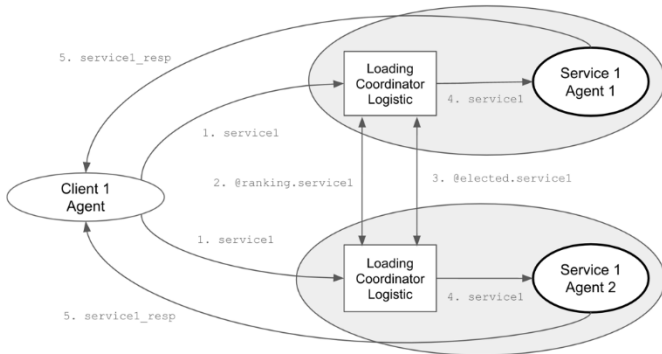 5. service1_resp
Loading
Coordinator
Logistic
4. service1
Service 1
Agent 1
1. service1
2. @ranking.service1
3. @elected.service1
Client 1
Agent
1. service1
Loading
Coordinator
Logistic
4. service1
Service 1
Agent 2
5. service1_resp